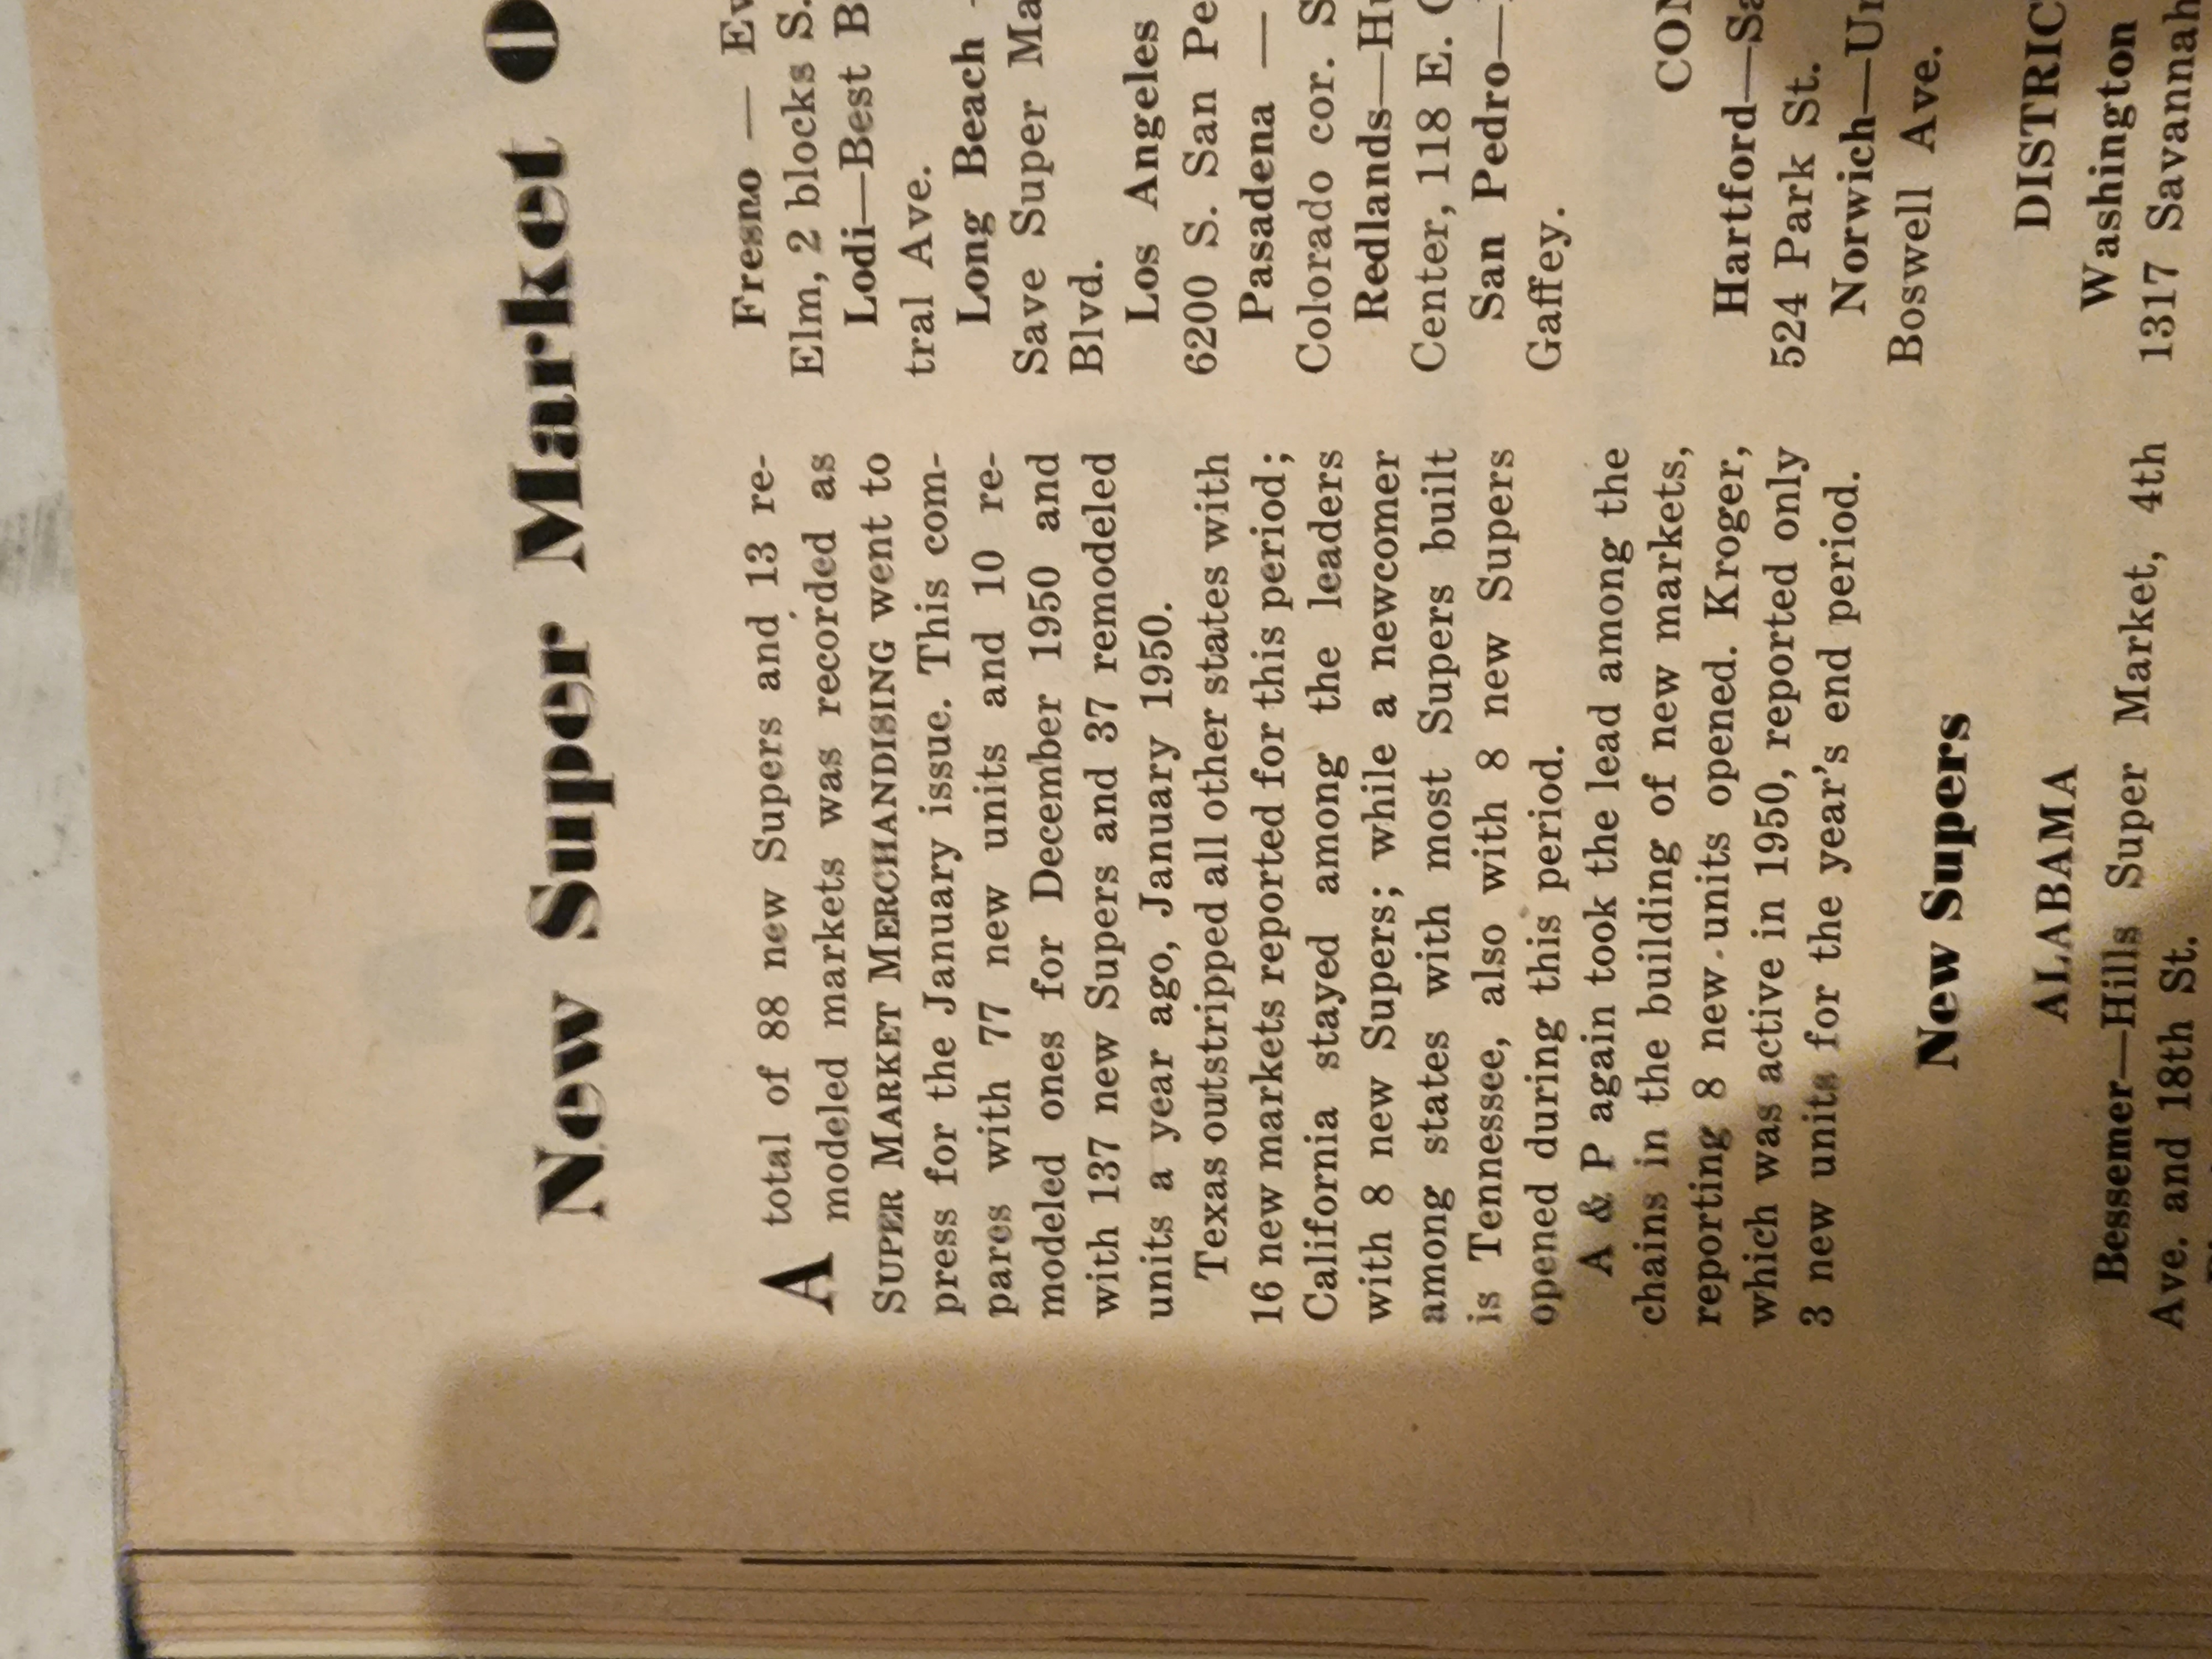 New Super Market
A total of 88 new Supers and 13 re-
modeled markets was recorded as
SUPER MARKET MERCHANDISING went to
press for the January issue. This com-
pares with 77 new units and 10 re-
modeled ones for December 1950 and
with 137 new Supers and 37 remodeled
units a year ago, January 1950.
Texas outstripped all other states with
16 new markets reported for this period;
California stayed among the leaders
with 8 new Supers; while a newcomer
among states with most Supers built
is Tennessee, also with 8 new Supers
opened during this period.
A & P again took the lead among the
chains in the building of new markets,
reporting 8 new units opened. Kroger,
which was active in 1950, reported only
3 new units for the year's end period.
New Supers
ALABAMA
Bessemer—Hills Super Market, 4th
Ave. and 18th St.
Fresno —
Elm, 2 blocks S.
Lodi—Best
tral Ave.
Long Beach
Save Super
Blvd.
Los Angeles
6200 S. San
Pasadena —
Colorado cor.
Redlands—
Center, 118 E.
San Pedro—
Gaffey.
Hartford—
524 Park St.
Norwich—
Boswell Ave.
Washington
1317 Savannah